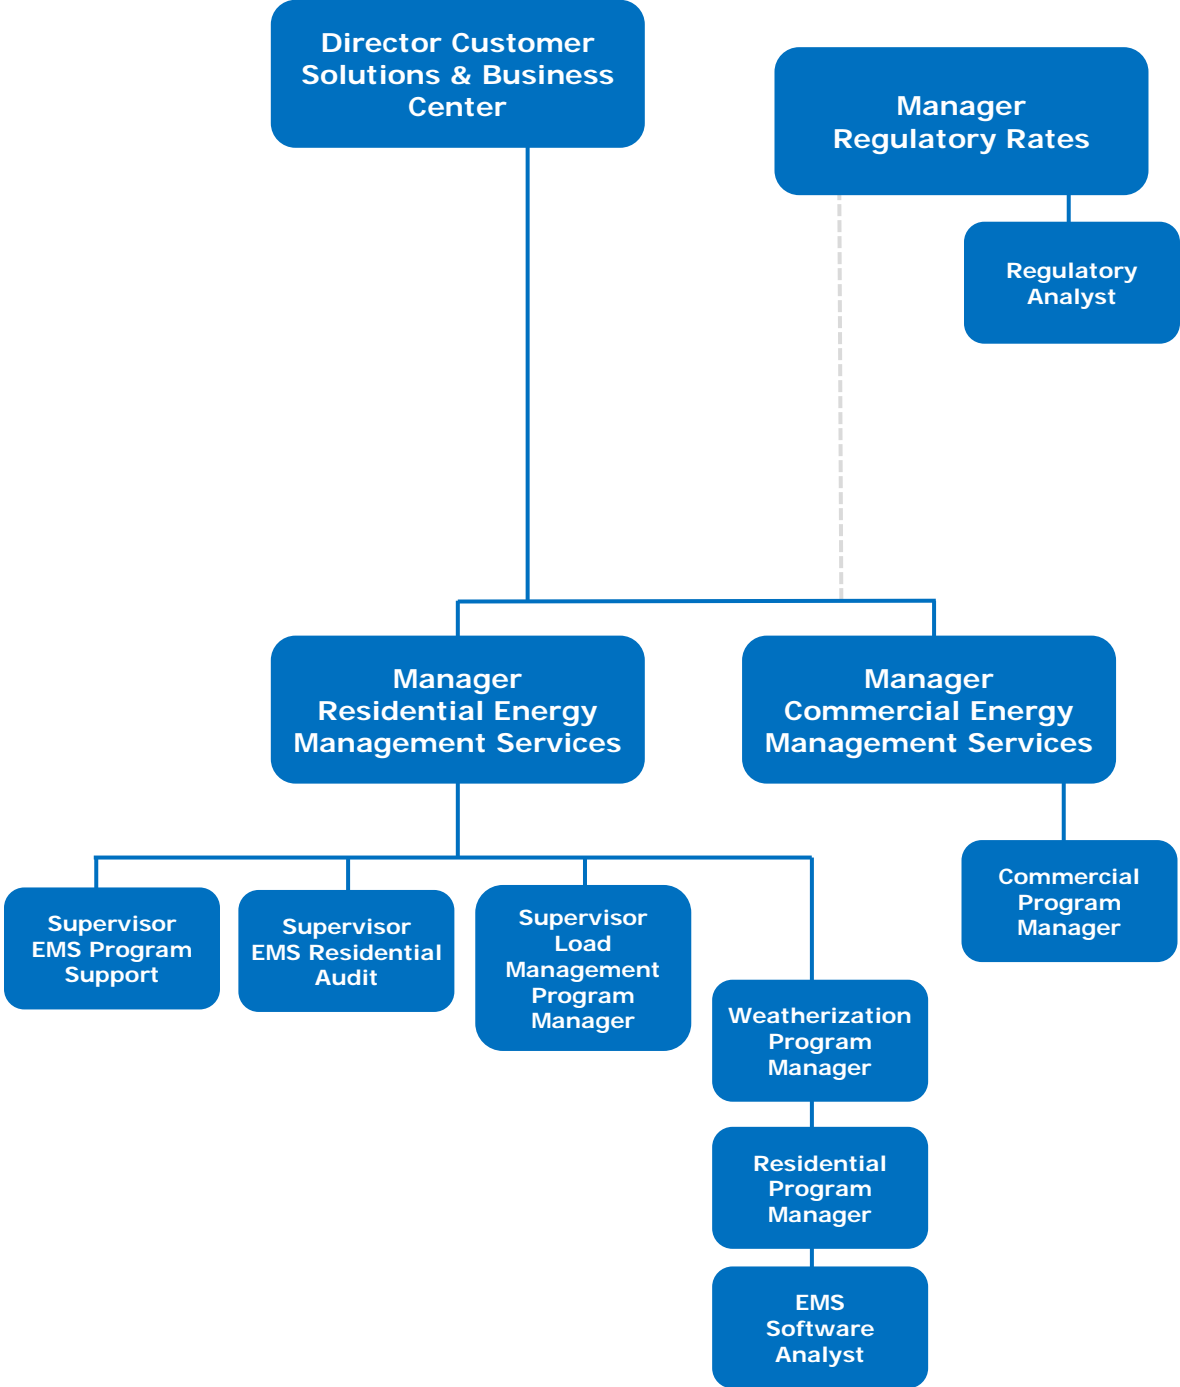 Director Customer
Solutions & Business
Center
Manager
Regulatory Rates
Regulatory
Analyst
Manager
Residential Energy
Management Services
Manager
Commercial Energy
Management Services
Supervisor
EMS Program
Support
Supervisor
EMS Residential
Audit
Supervisor
Load
Management
Program
Manager
Commercial
Program
Manager
Weatherization
Program
Manager
Residential
Program
Manager
EMS
Software
Analyst